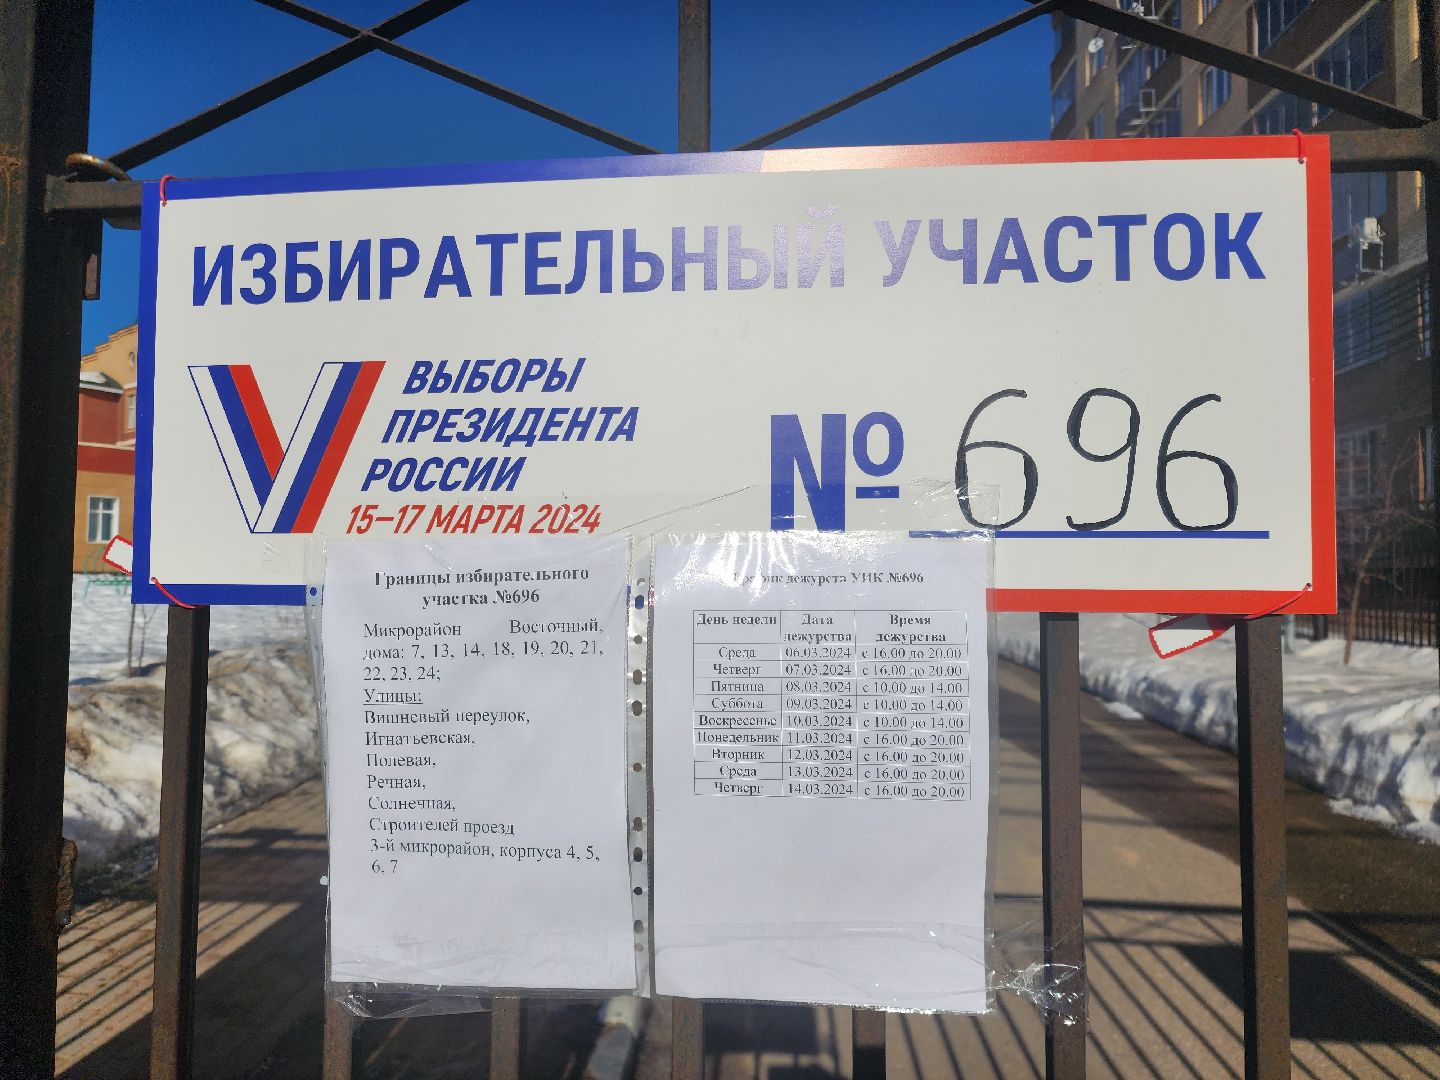 ИЗБИРАТЕЛЬНЫЙ УЧАСТОК
ВЫБОРЫ
ПРЕЗИДЕНТА
РОССИИ
15–17 МАРТА 2024
№ 696
Границы избирательного
участка №696
Микрорайон Восточный,
дома: 7, 13, 14, 18, 19, 20, 21,
22, 23, 24;
Улицы:
Вишневый переулок,
Игнатьевская,
Полевая,
Речная,
Солнечная,
Строителей проезд
3-й микрорайон, корпуса 4, 5,
6, 7
График дежурств УИК №696
День недели Дата дежурства Время дежурства
Среда 06.03.2024 с 16.00 до 20.00
Четверг 07.03.2024 с 16.00 до 20.00
Пятница 08.03.2024 с 10.00 до 14.00
Суббота 09.03.2024 с 10.00 до 14.00
Воскресенье 10.03.2024 с 10.00 до 14.00
Понедельник 11.03.2024 с 16.00 до 20.00
Вторник 12.03.2024 с 16.00 до 20.00
Среда 13.03.2024 с 16.00 до 20.00
Четверг 14.03.2024 с 16.00 до 20.00